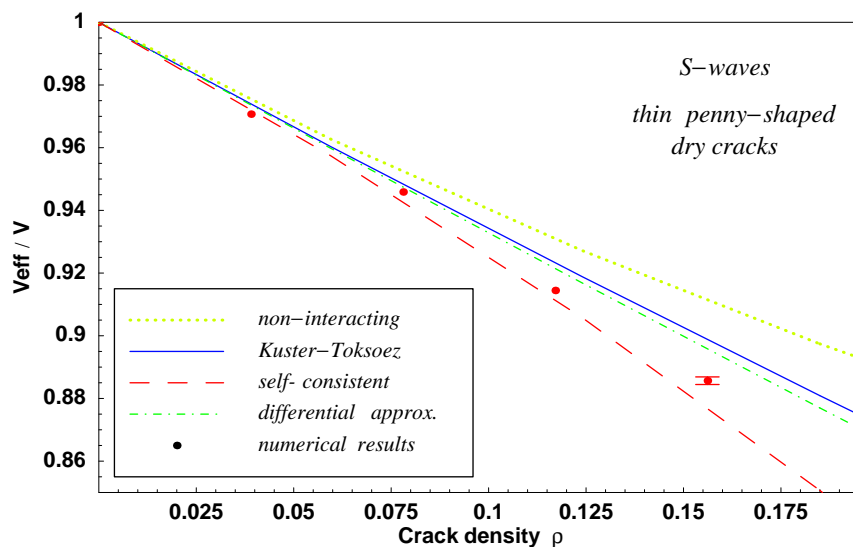 1
0.98
0.96
0.94
0.92
0.9
0.88
0.86
Veff / V
S−waves
thin penny−shaped
dry cracks
non−interacting
Kuster−Toksoez
self- consistent
differential approx.
numerical results
0.025 0.05 0.075 0.1 0.125 0.15 0.175
Crack density ρ